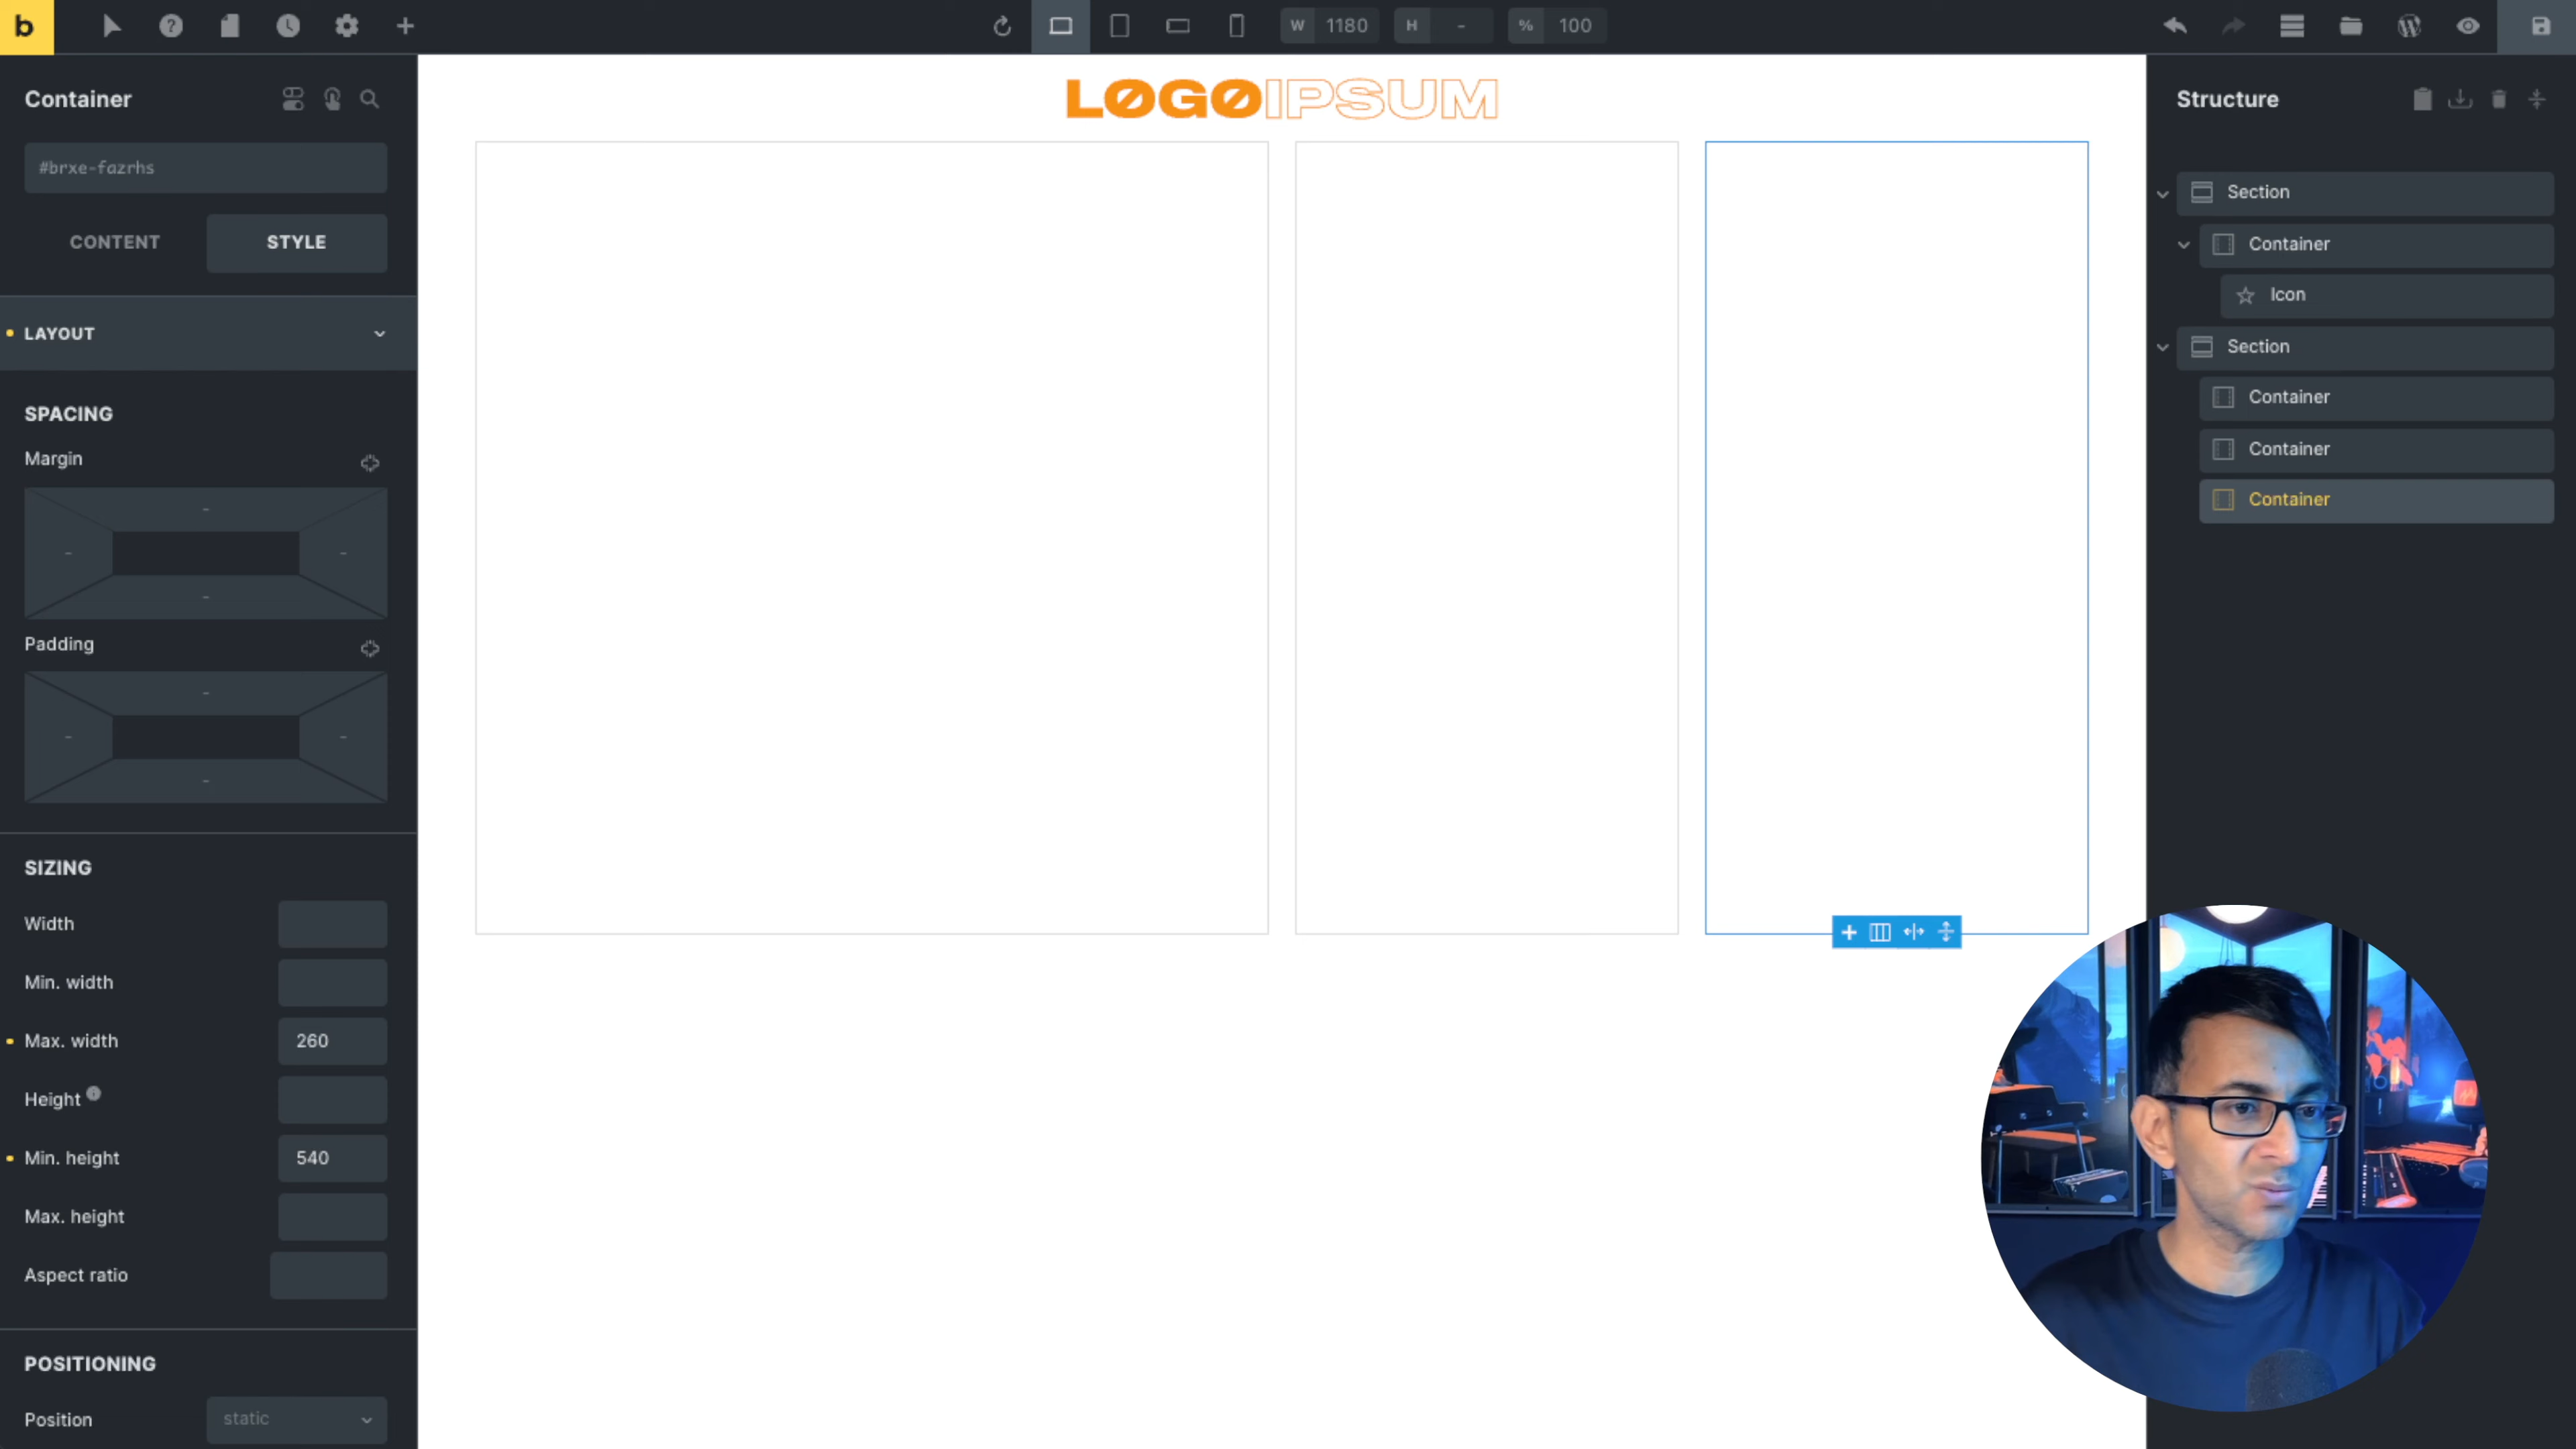 b
W 1180 H - % 100
Container
#brxe-fazrhs
CONTENT STYLE
LAYOUT
SPACING
Margin
-
- -
-
Padding
-
- -
-
SIZING
Width
Min. width
Max. width 260
Height
Min. height 540
Max. height
Aspect ratio
POSITIONING
Position static
LOGOIPSUM
Structure
Section
Container
Icon
Section
Container
Container
Container